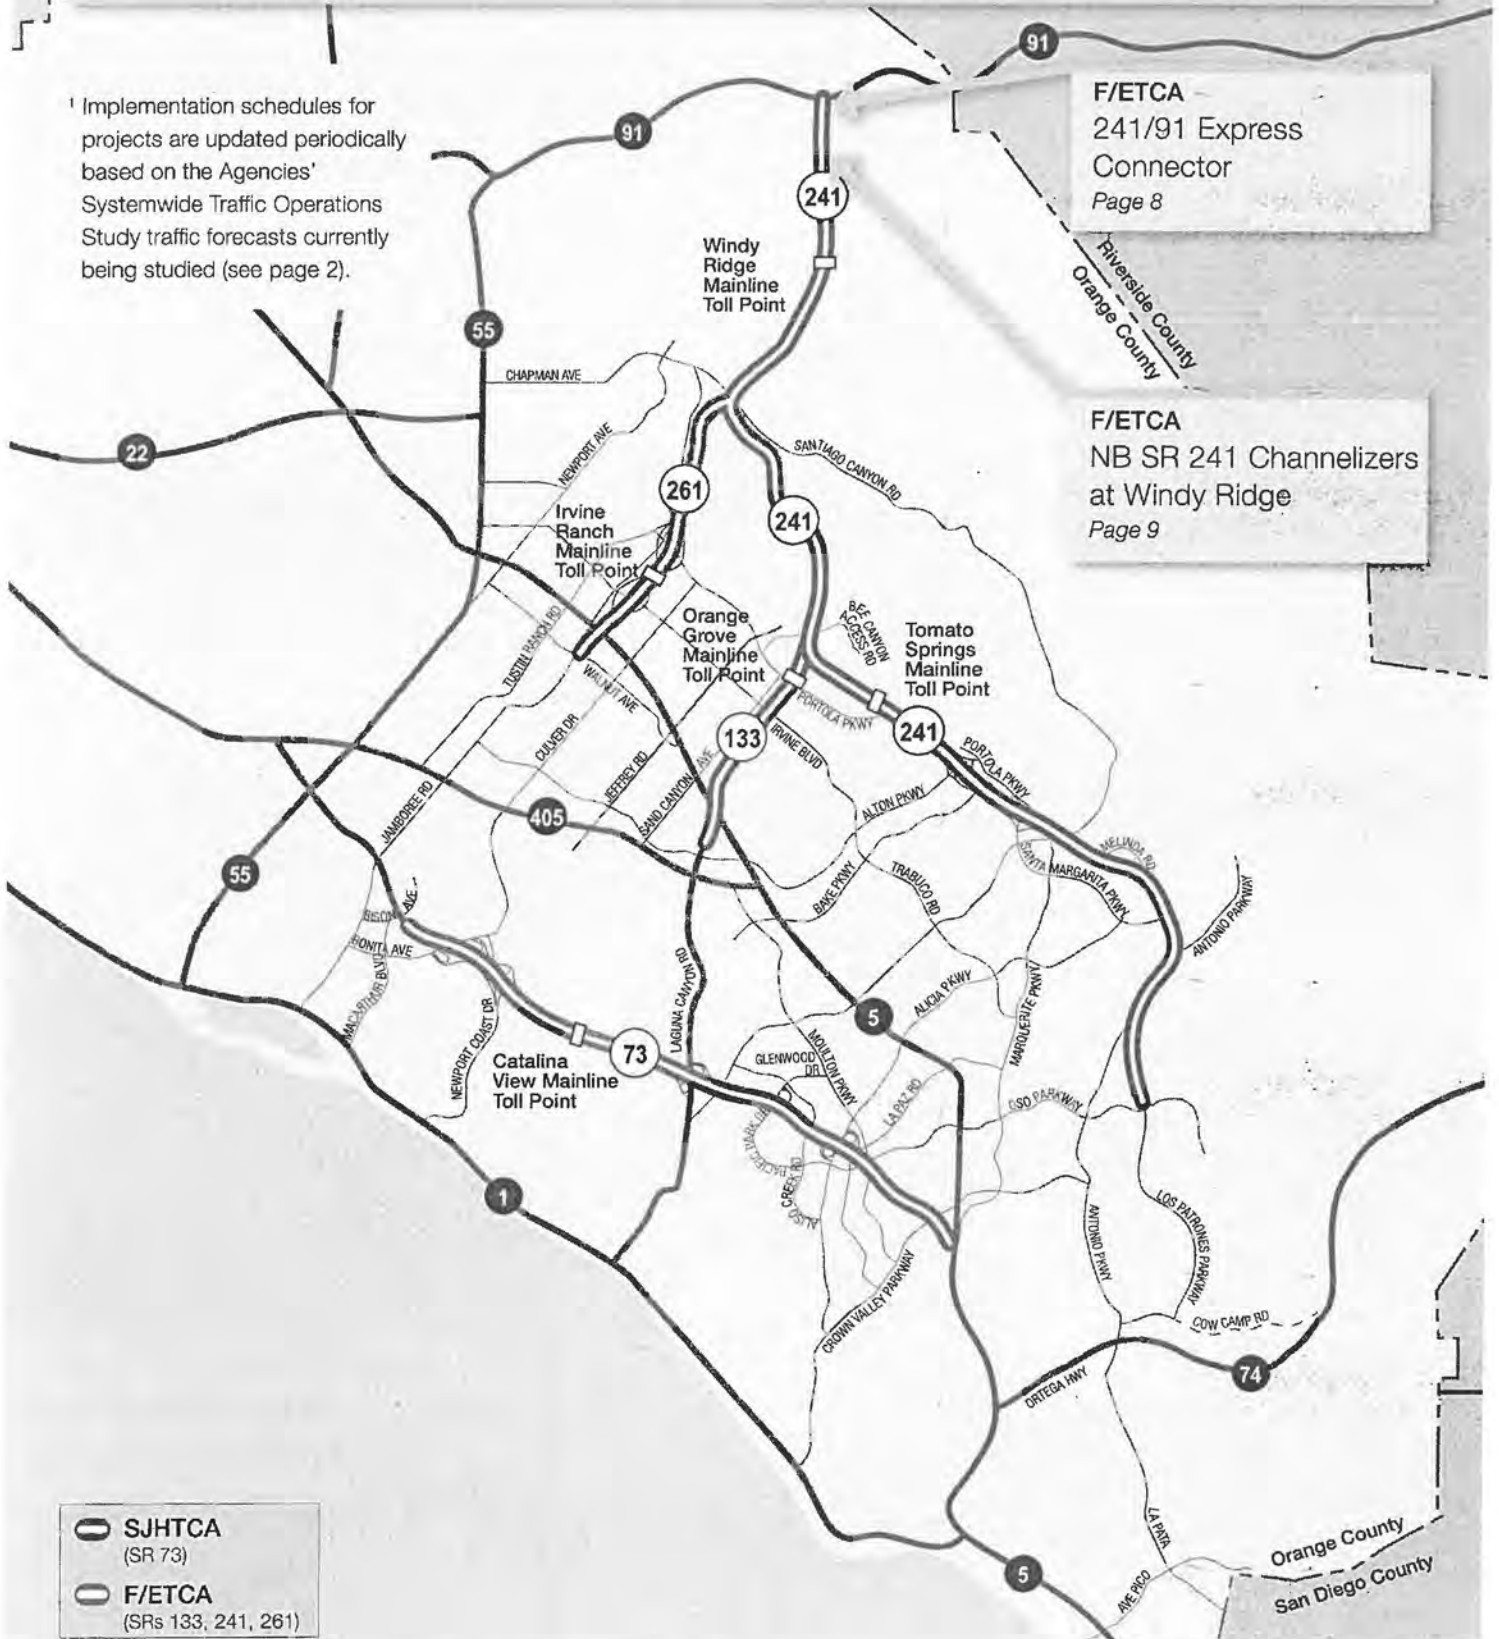 91
¹ Implementation schedules for
projects are updated periodically
based on the Agencies'
Systemwide Traffic Operations
Study traffic forecasts currently
being studied (see page 2).
91
F/ETCA
241/91 Express
Connector
Page 8
241
Windy
Ridge
Mainline
Toll Point
Riverside County
Orange County
55
CHAPMAN AVE
F/ETCA
NB SR 241 Channelizers
at Windy Ridge
Page 9
22
NEWPORT AVE
SANTIAGO CANYON RD
261
241
Irvine
Ranch
Mainline
Toll Point
Orange
Grove
Mainline
Toll Point
BEE CANYON
ACCESS RD
Tomato
Springs
Mainline
Toll Point
TUSTIN RANCH RD
WALNUT AVE
PORTOLA PKWY
133
241
CULVER DR
IRVINE BLVD
PORTOLA PKWY
JEFFREY RD
SAND CANYON AVE
ALTON PKWY
JAMBOREE RD
405
55
BAKE PKWY
TRABUCO RD
SANTA MARGARITA PKWY
MELINDA RD
ANTONIO PARKWAY
BISON AVE
BONITA AVE
MACARTHUR BLVD
NEWPORT COAST DR
LAGUNA CANYON RD
5
ALICIA PKWY
MARGUERITE PKWY
73
Catalina
View Mainline
Toll Point
GLENWOOD
DR
MOULTON PKWY
LA PAZ RD
OSO PARKWAY
PACIFIC PARK DR
ALISO CREEK RD
1
ANTONIO PKWY
LOS PATRONES PARKWAY
CROWN VALLEY PARKWAY
COW CAMP RD
74
ORTEGA HWY
LA PATA
AVE PICO
5
Orange County
San Diego County
SJHTCA
(SR 73)
F/ETCA
(SRs 133, 241, 261)